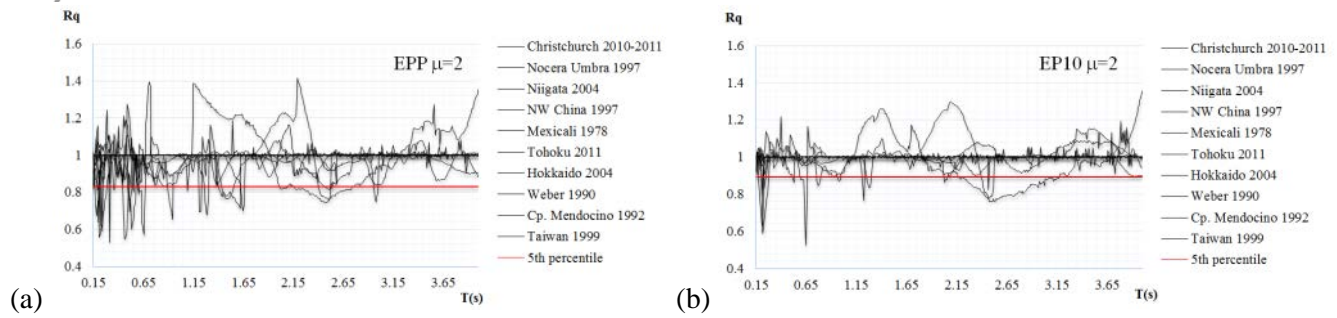 Rq
1.6
1.4
1.2
1
0.8
0.6
0.4
0.15 0.65 1.15 1.65 2.15 2.65 3.15 3.65
T(s)
EPP μ=2
Christchurch 2010-2011
Nocera Umbra 1997
Niigata 2004
NW China 1997
Mexicali 1978
Tohoku 2011
Hokkaido 2004
Weber 1990
Cp. Mendocino 1992
Taiwan 1999
5th percentile
(a)
Rq
1.6
1.4
1.2
1
0.8
0.6
0.4
0.15 0.65 1.15 1.65 2.15 2.65 3.15 3.65
T(s)
EP10 μ=2
Christchurch 2010-2011
Nocera Umbra 1997
Niigata 2004
NW China 1997
Mexicali 1978
Tohoku 2011
Hokkaido 2004
Weber 1990
Cp. Mendocino 1992
Taiwan 1999
5th percentile
(b)